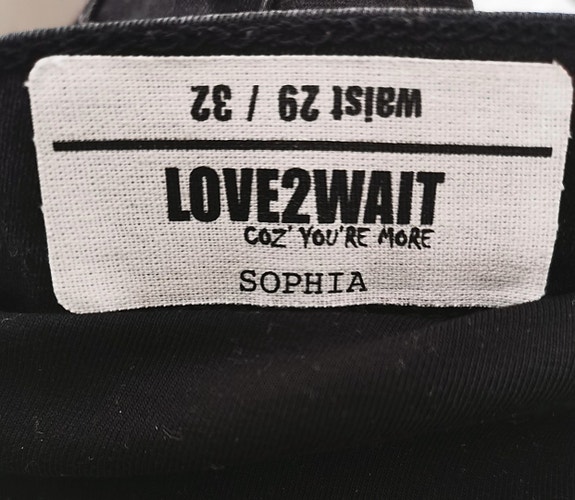 waist 29 / 32
LOVE2WAIT
COZ' YOU'RE MORE
SOPHIA